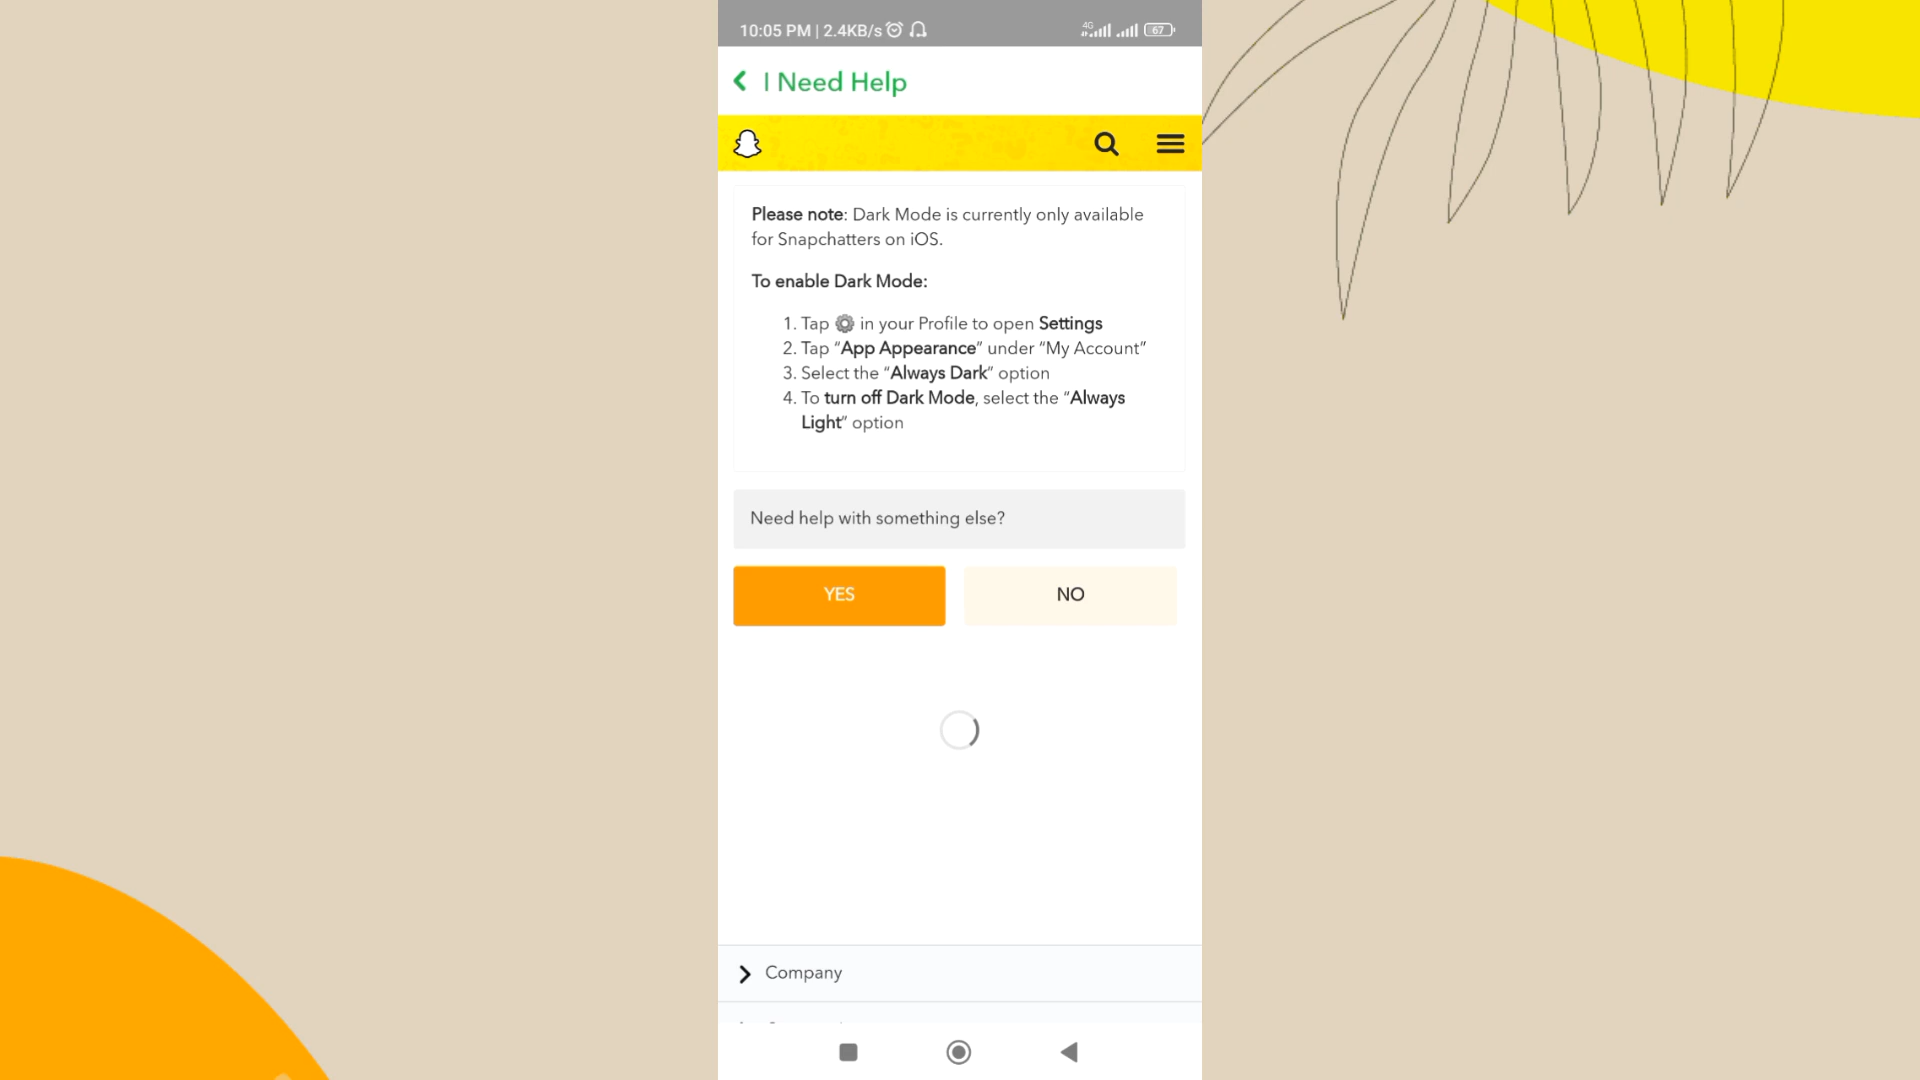 10:05 PM | 2.4KB/s 4G 67
I Need Help
Please note: Dark Mode is currently only available
for Snapchatters on iOS.
To enable Dark Mode:
1. Tap in your Profile to open Settings
2. Tap “App Appearance” under “My Account”
3. Select the “Always Dark” option
4. To turn off Dark Mode, select the “Always
Light” option
Need help with something else?
YES NO
Company